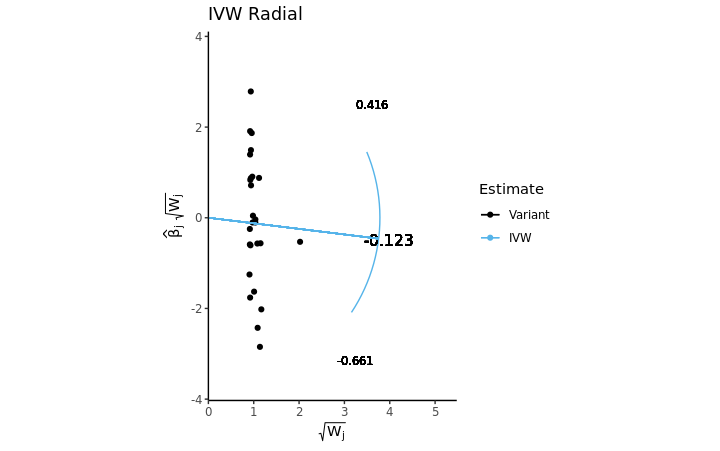 IVW Radial
4
2
0
-2
-4
0 1 2 3 4 5
β̂j √Wj
√Wj
0.416
-0.123
-0.661
Estimate
Variant
IVW